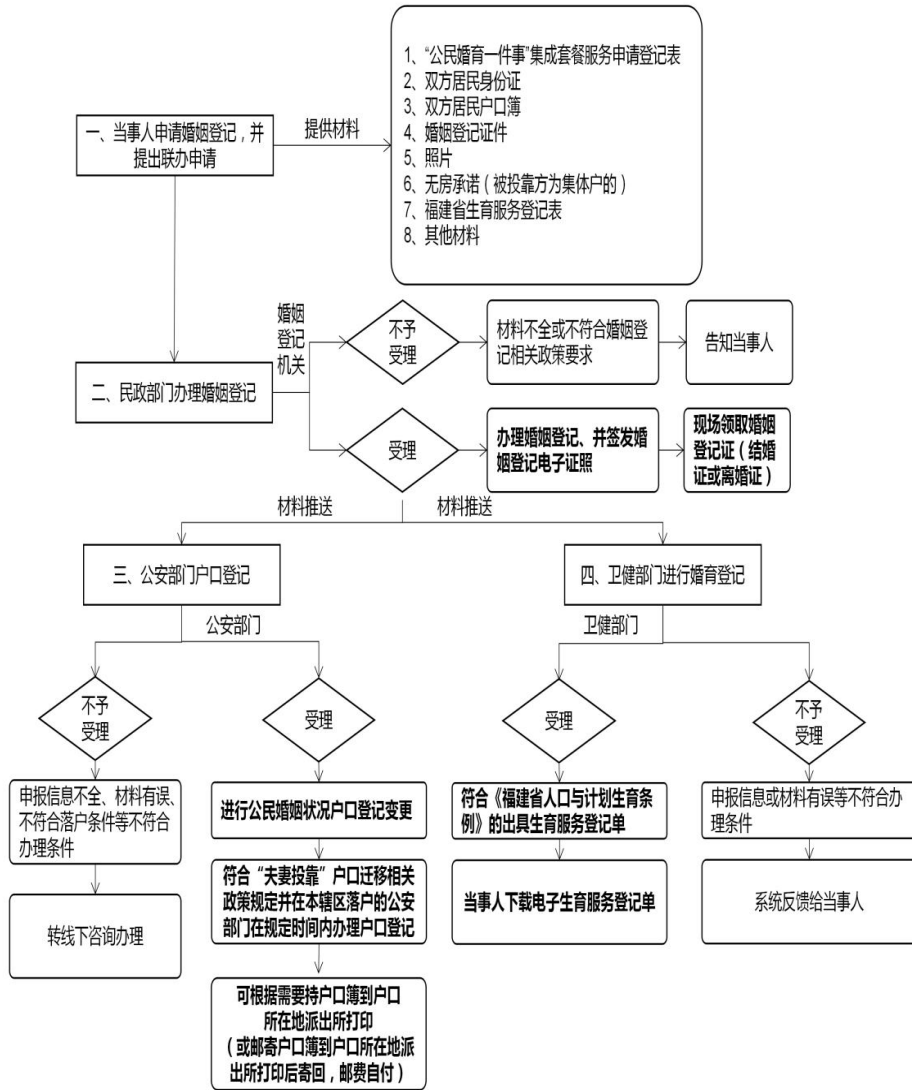 一、当事人申请婚姻登记，并
提出联办申请
提供材料
1、“公民婚育一件事”集成套餐服务申请登记表
2、双方居民身份证
3、双方居民户口簿
4、婚姻登记证件
5、照片
6、无房承诺（被投靠方为集体户的）
7、福建省生育服务登记表
8、其他材料
二、民政部门办理婚姻登记
婚姻
登记
机关
不予
受理
材料不全或不符合婚姻登
记相关政策要求
告知当事人
受理
办理婚姻登记、并签发婚
姻登记电子证照
现场领取婚姻
登记证（结婚
证或离婚证）
材料推送
材料推送
三、公安部门户口登记
四、卫健部门进行婚育登记
公安部门
卫健部门
不予
受理
受理
受理
不予
受理
申报信息不全、材料有误、
不符合落户条件等不符合
办理条件
进行公民婚姻状况户口登记变更
符合《福建省人口与计划生育条
例》的出具生育服务登记单
申报信息或材料有误等不符合办
理条件
转线下咨询办理
符合“夫妻投靠”户口迁移相关
政策规定并在本辖区落户的公安
部门在规定时间内办理户口登记
当事人下载电子生育服务登记单
系统反馈给当事人
可根据需要持户口簿到户口
所在地派出所打印
（或邮寄户口簿到户口所在地派
出所打印后寄回，邮费自付）